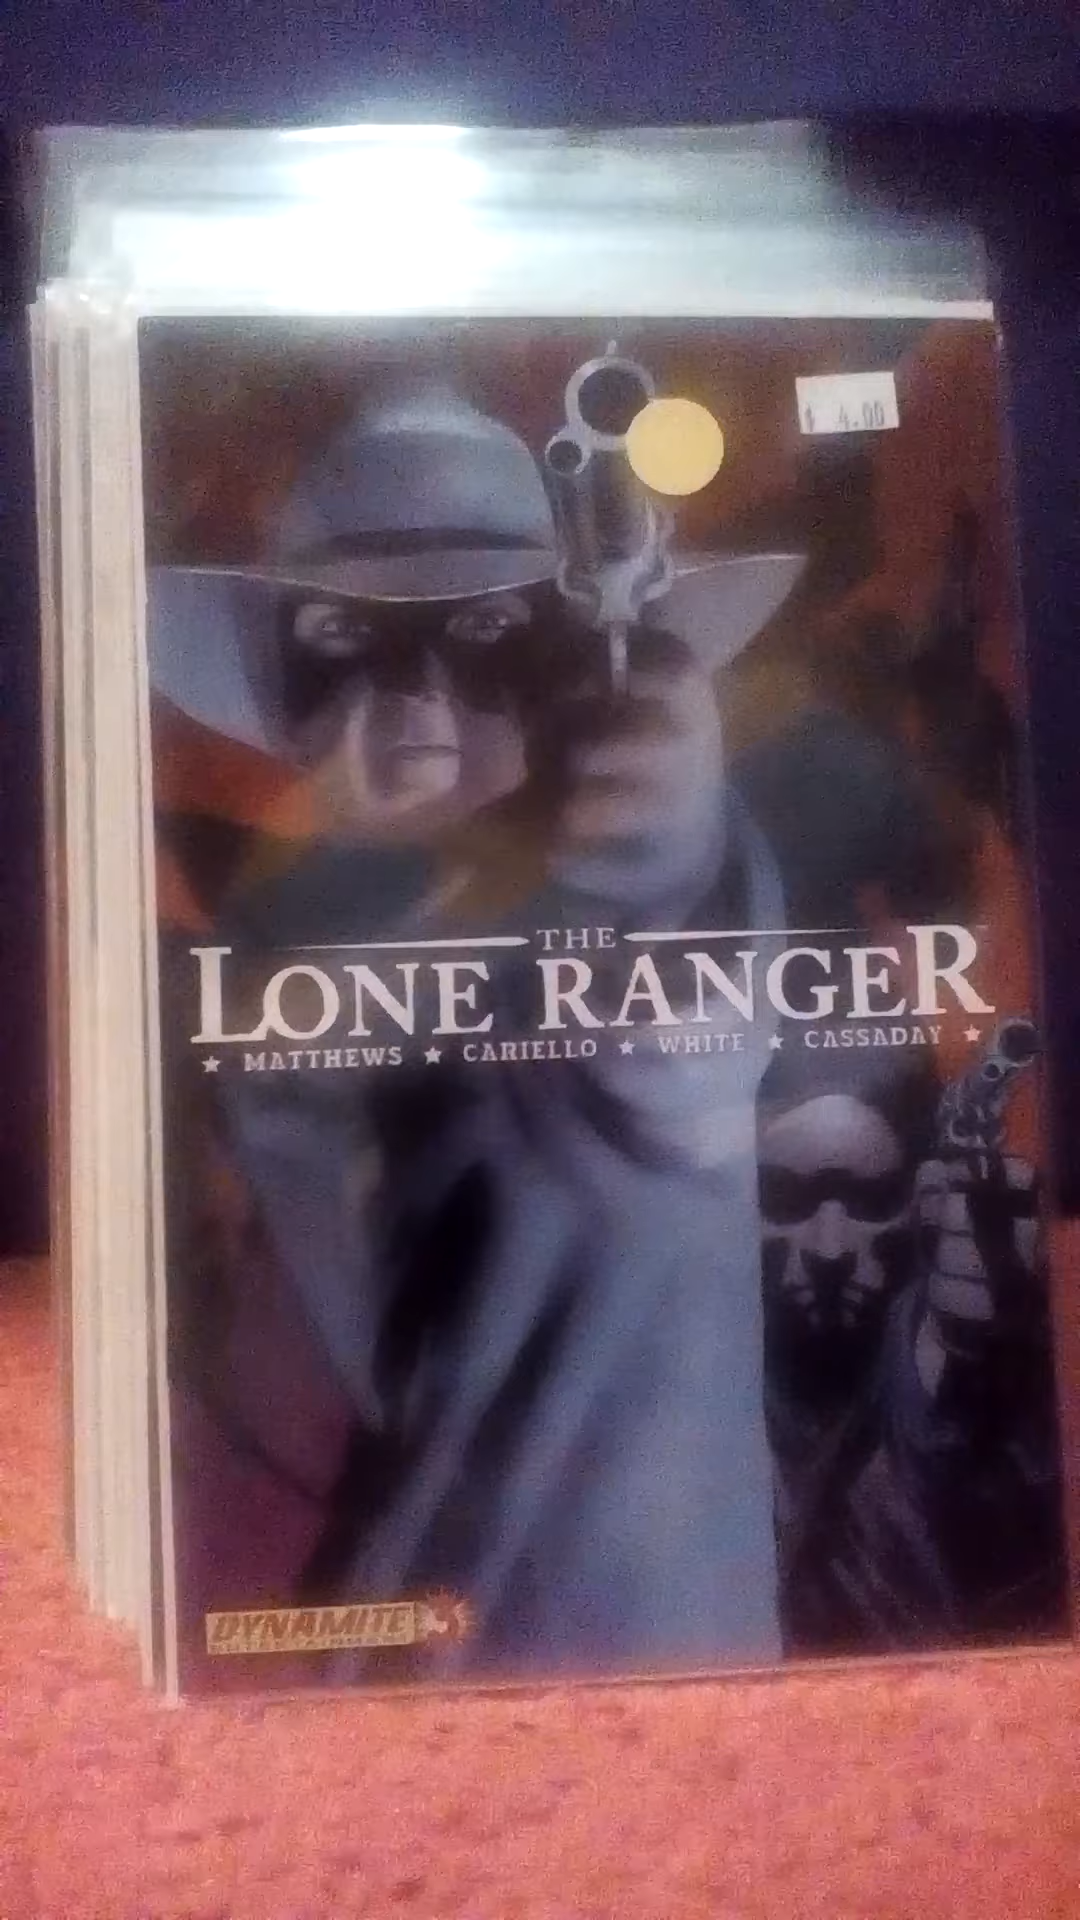 $ 4.00
THE
LONE RANGER
★ MATTHEWS ★ CARIELLO ★ WHITE ★ CASSADAY ★
DYNAMITE